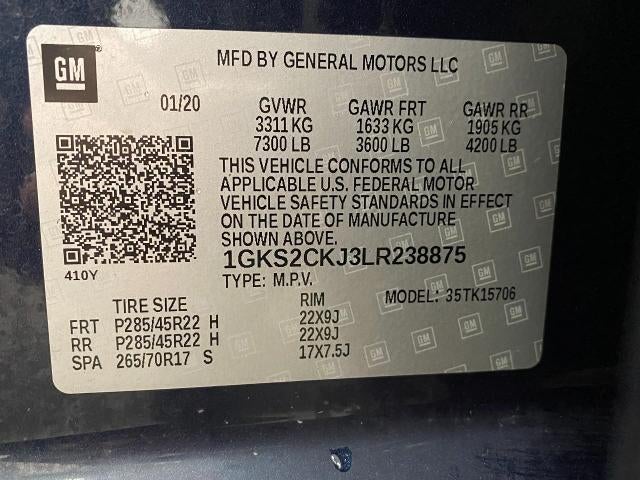 GM
MFD BY GENERAL MOTORS LLC
01/20 GVWR GAWR FRT GAWR RR
3311 KG 1633 KG 1905 KG
7300 LB 3600 LB 4200 LB
THIS VEHICLE CONFORMS TO ALL
APPLICABLE U.S. FEDERAL MOTOR
VEHICLE SAFETY STANDARDS IN EFFECT
ON THE DATE OF MANUFACTURE
SHOWN ABOVE.
1GKS2CKJ3LR238875
410Y
TYPE: M.P.V. MODEL: 35TK15706
TIRE SIZE RIM
FRT P285/45R22 H 22X9J
RR P285/45R22 H 22X9J
SPA 265/70R17 S 17X7.5J